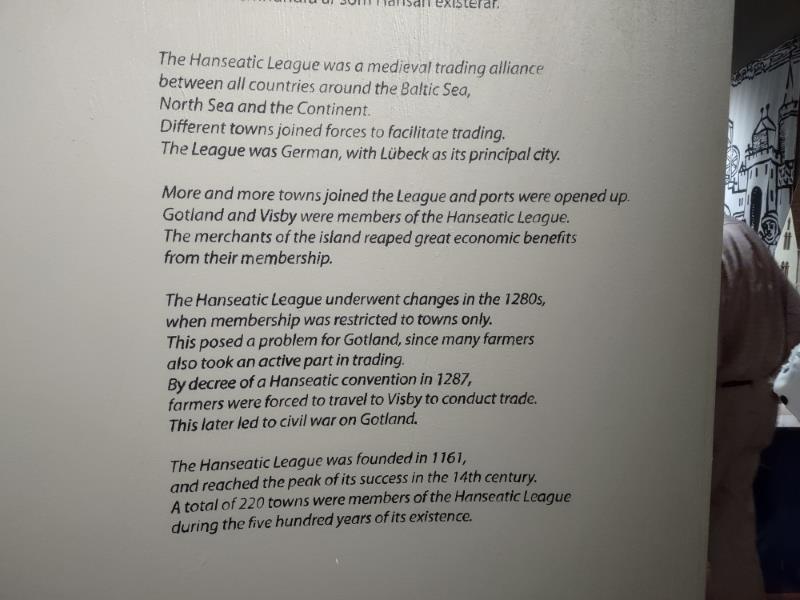 som Hansan existerar.
The Hanseatic League was a medieval trading alliance
between all countries around the Baltic Sea,
North Sea and the Continent.
Different towns joined forces to facilitate trading.
The League was German, with Lübeck as its principal city.
More and more towns joined the League and ports were opened up.
Gotland and Visby were members of the Hanseatic League.
The merchants of the island reaped great economic benefits
from their membership.
The Hanseatic League underwent changes in the 1280s,
when membership was restricted to towns only.
This posed a problem for Gotland, since many farmers
also took an active part in trading.
By decree of a Hanseatic convention in 1287,
farmers were forced to travel to Visby to conduct trade.
This later led to civil war on Gotland.
The Hanseatic League was founded in 1161,
and reached the peak of its success in the 14th century.
A total of 220 towns were members of the Hanseatic League
during the five hundred years of its existence.